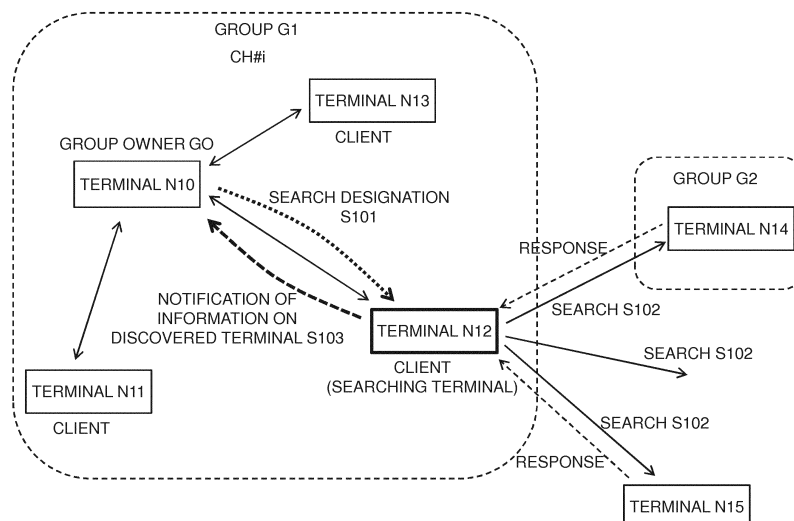 GROUP G1
CH#i
TERMINAL N13
CLIENT
GROUP OWNER GO
TERMINAL N10
SEARCH DESIGNATION
S101
GROUP G2
TERMINAL N14
RESPONSE
NOTIFICATION OF
INFORMATION ON
DISCOVERED TERMINAL S103
SEARCH S102
TERMINAL N12
CLIENT
(SEARCHING TERMINAL)
SEARCH S102
TERMINAL N11
CLIENT
SEARCH S102
RESPONSE
TERMINAL N15